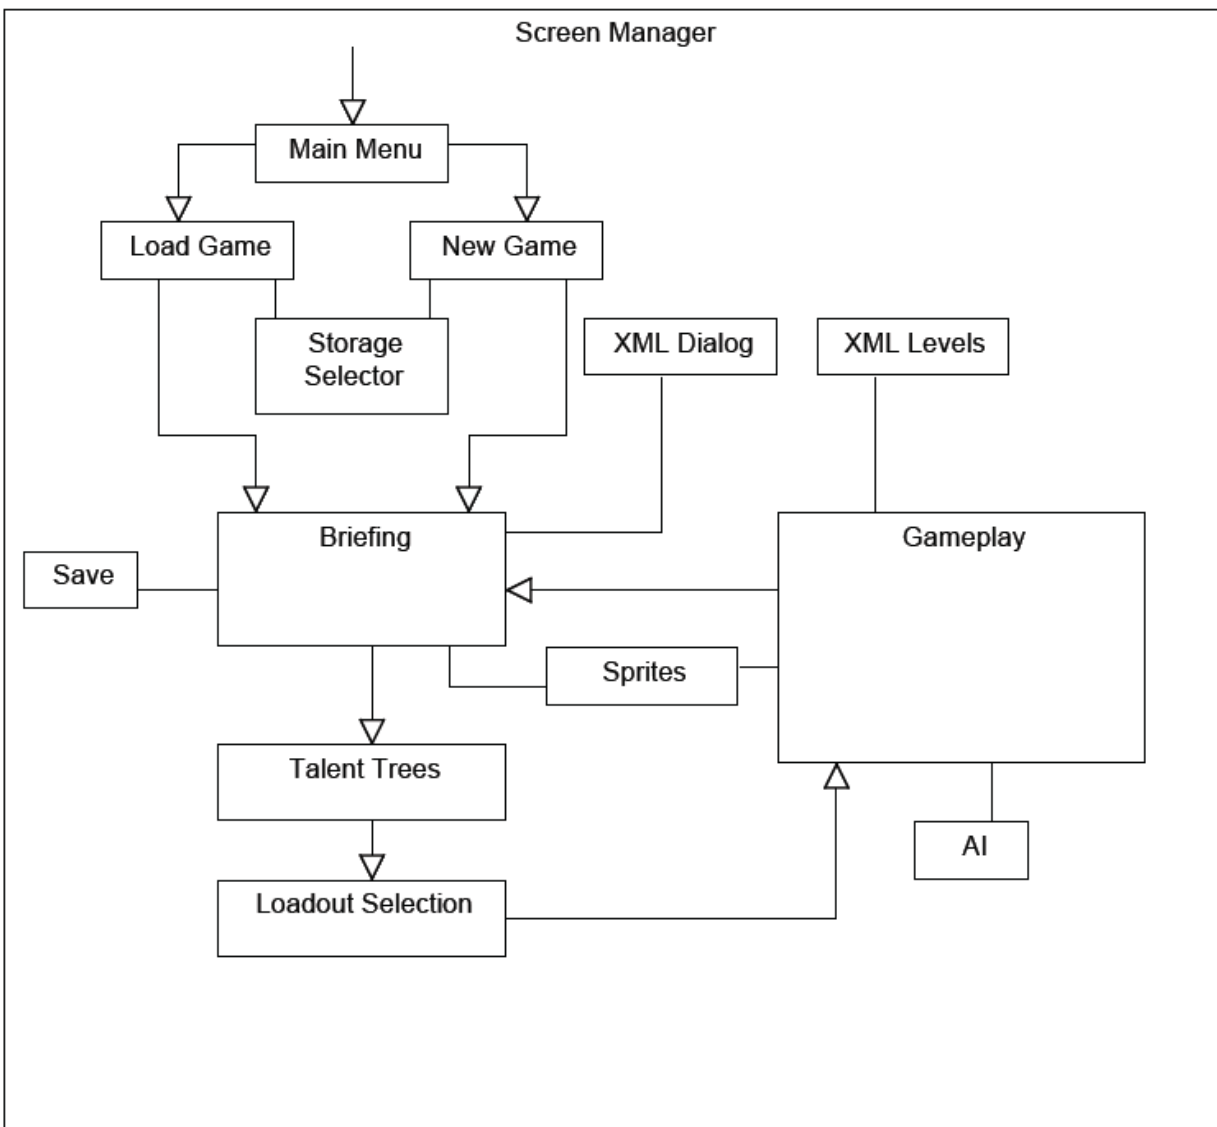 Screen Manager
Main Menu
Load Game
New Game
Storage
Selector
XML Dialog
XML Levels
Briefing
Gameplay
Save
Sprites
Talent Trees
AI
Loadout Selection